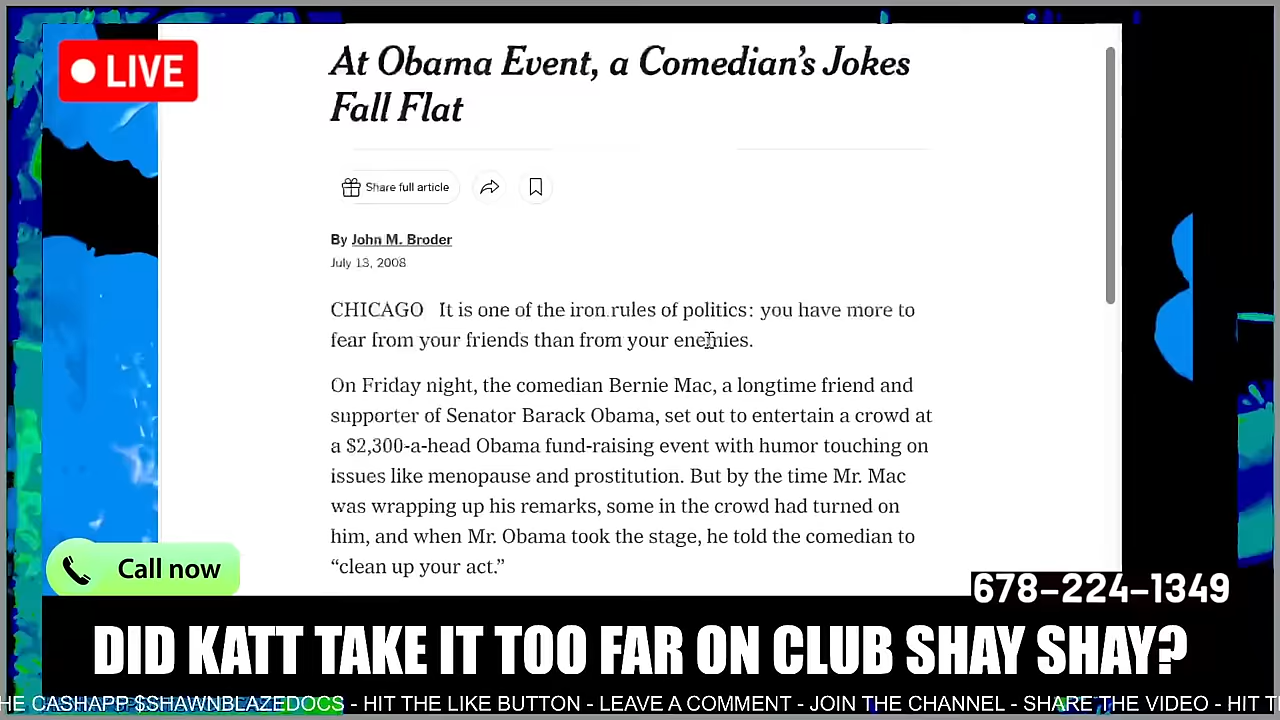 LIVE
At Obama Event, a Comedian's Jokes
Fall Flat
Share full article
By John M. Broder
July 13, 2008
CHICAGO It is one of the iron rules of politics: you have more to
fear from your friends than from your enemies.
On Friday night, the comedian Bernie Mac, a longtime friend and
supporter of Senator Barack Obama, set out to entertain a crowd at
a $2,300-a-head Obama fund-raising event with humor touching on
issues like menopause and prostitution. But by the time Mr. Mac
was wrapping up his remarks, some in the crowd had turned on
him, and when Mr. Obama took the stage, he told the comedian to
“clean up your act.”
Call now
678-224-1349
DID KATT TAKE IT TOO FAR ON CLUB SHAY SHAY?
HE CASHAPP $SHAWNBLAZEDOCS - HIT THE LIKE BUTTON - LEAVE A COMMENT - JOIN THE CHANNEL - SHARE THE VIDEO - HIT T